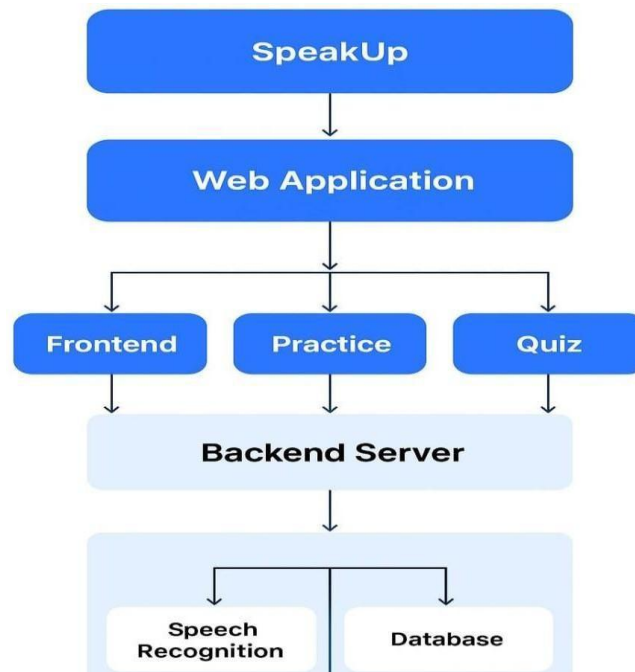 SpeakUp
Web Application
Frontend
Practice
Quiz
Backend Server
Speech
Recognition
Database